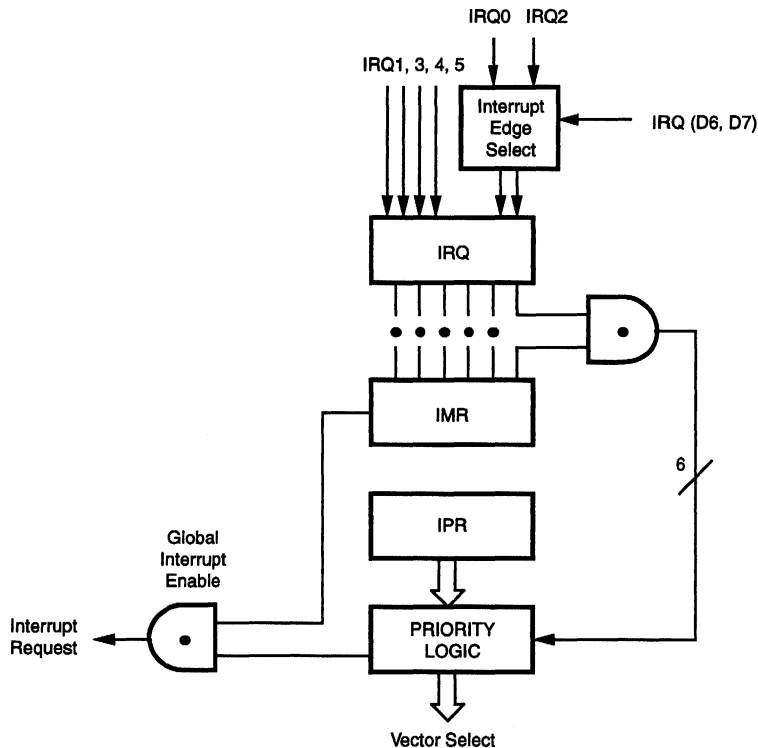 IRQ0 IRQ2
IRQ1, 3, 4, 5
Interrupt
Edge
Select
IRQ (D6, D7)
IRQ
IMR
6
IPR
Global
Interrupt
Enable
Interrupt
Request
PRIORITY
LOGIC
Vector Select